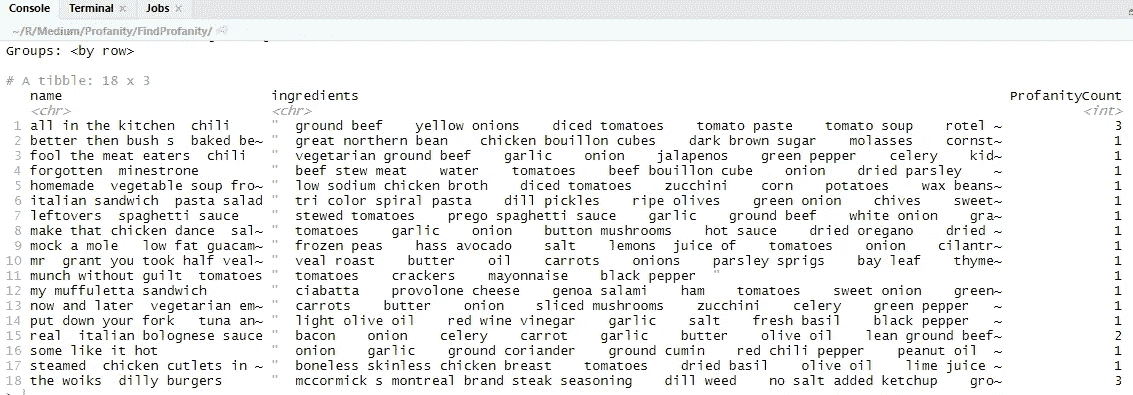 Console Terminal Jobs
~/R/Medium/Profanity/FindProfanity/
Groups: <by row>
# A tibble: 18 x 3
name ingredients ProfanityCount
<chr> <chr> <int>
1 all in the kitchen chili " ground beef yellow onions diced tomatoes tomato paste tomato soup rotel ~ 3
2 better then bush s baked be~ " great northern bean chicken bouillon cubes dark brown sugar molasses cornst~ 1
3 fool the meat eaters chili " vegetarian ground beef garlic onion jalapenos green pepper celery kid~ 1
4 forgotten minestrone " beef stew meat water tomatoes beef bouillon cube onion dried parsley ~ 1
5 homemade vegetable soup fro~ " low sodium chicken broth diced tomatoes zucchini corn potatoes wax beans~ 1
6 italian sandwich pasta salad " tri color spiral pasta dill pickles ripe olives green onion chives sweet~ 1
7 leftovers spaghetti sauce " stewed tomatoes prego spaghetti sauce garlic ground beef white onion gra~ 1
8 make that chicken dance sal~ " tomatoes garlic onion button mushrooms hot sauce dried oregano dried ~ 1
9 mock a mole low fat guacam~ " frozen peas hass avocado salt lemons juice of tomatoes onion cilantr~ 1
10 mr grant you took half veal~ " veal roast butter oil carrots onions parsley sprigs bay leaf thyme~ 1
11 munch without guilt tomatoes " tomatoes crackers mayonnaise black pepper " 1
12 my muffuletta sandwich " ciabatta provolone cheese genoa salami ham tomatoes sweet onion green~ 1
13 now and later vegetarian em~ " carrots butter onion sliced mushrooms zucchini celery green pepper ~ 1
14 put down your fork tuna an~ " light olive oil red wine vinegar garlic salt fresh basil black pepper ~ 1
15 real italian bolognese sauce " bacon onion celery carrot garlic butter olive oil lean ground beef~ 2
16 some like it hot " onion garlic ground coriander ground cumin red chili pepper peanut oil ~ 1
17 steamed chicken cutlets in ~ " boneless skinless chicken breast tomatoes dried basil olive oil lime juice ~ 1
18 the woiks dilly burgers " mccormick s montreal brand steak seasoning dill weed no salt added ketchup gro~ 3